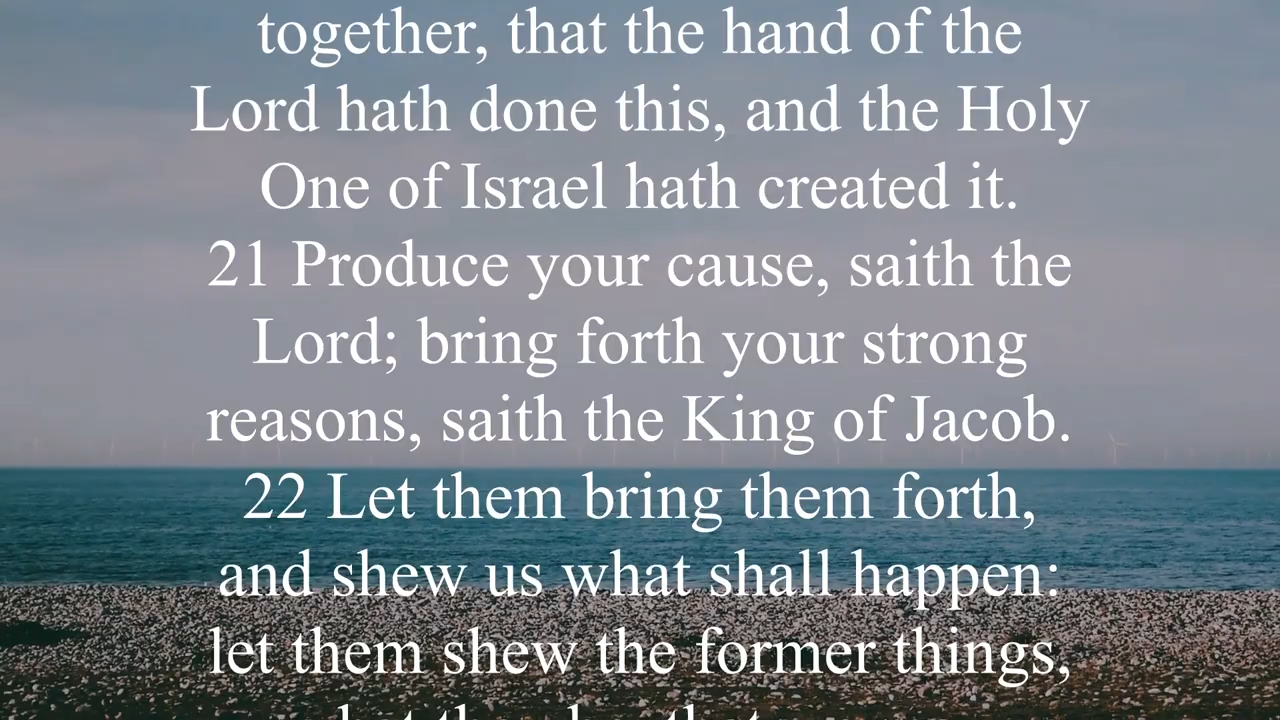 together, that the hand of the
Lord hath done this, and the Holy
One of Israel hath created it.
21 Produce your cause, saith the
Lord; bring forth your strong
reasons, saith the King of Jacob.
22 Let them bring them forth,
and shew us what shall happen:
let them shew the former things,